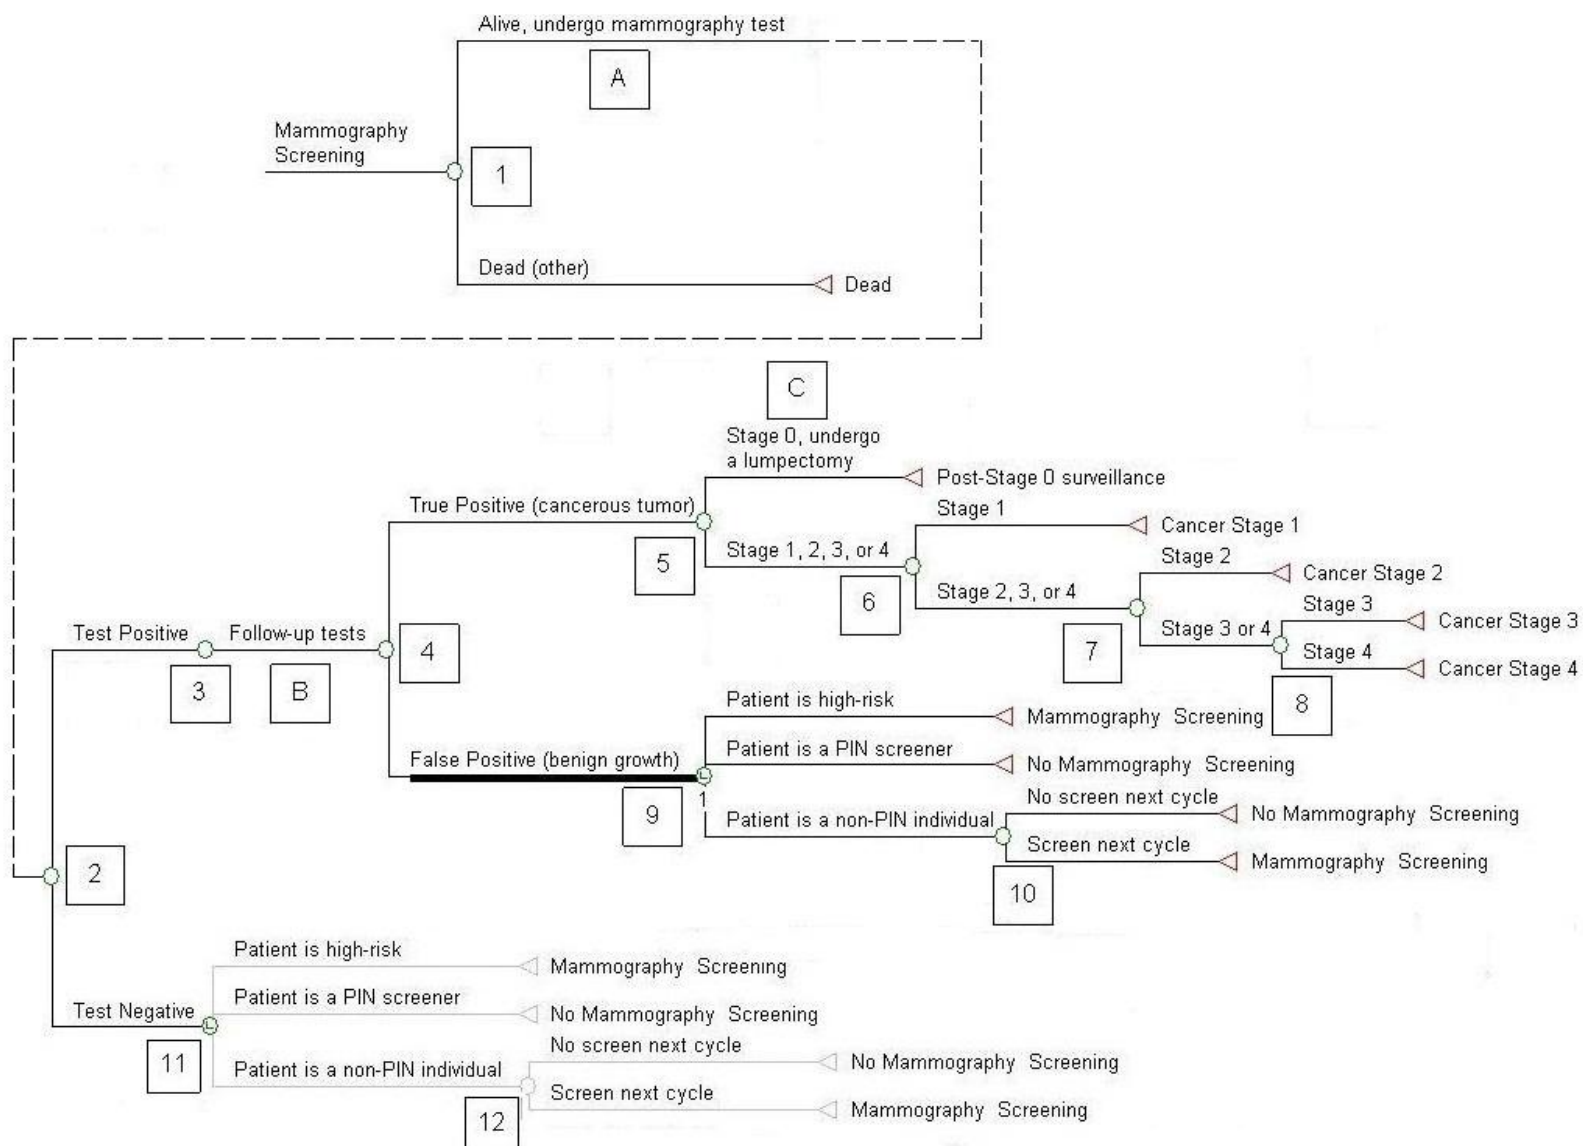 Alive, undergo mammography test
A
Mammography
Screening
1
Dead (other)
Dead
C
Stage 0, undergo
a lumpectomy
Post-Stage 0 surveillance
True Positive (cancerous tumor)
Stage 1
Cancer Stage 1
5
Stage 1, 2, 3, or 4
Stage 2
Cancer Stage 2
6
Stage 2, 3, or 4
Stage 3
Cancer Stage 3
Test Positive
Follow-up tests
4
7
Stage 3 or 4
Stage 4
Cancer Stage 4
3
B
8
Patient is high-risk
Mammography Screening
False Positive (benign growth)
Patient is a PIN screener
No Mammography Screening
9
1
Patient is a non-PIN individual
No screen next cycle
No Mammography Screening
Screen next cycle
Mammography Screening
2
10
Patient is high-risk
Mammography Screening
Test Negative
Patient is a PIN screener
No Mammography Screening
11
Patient is a non-PIN individual
No screen next cycle
No Mammography Screening
Screen next cycle
Mammography Screening
12